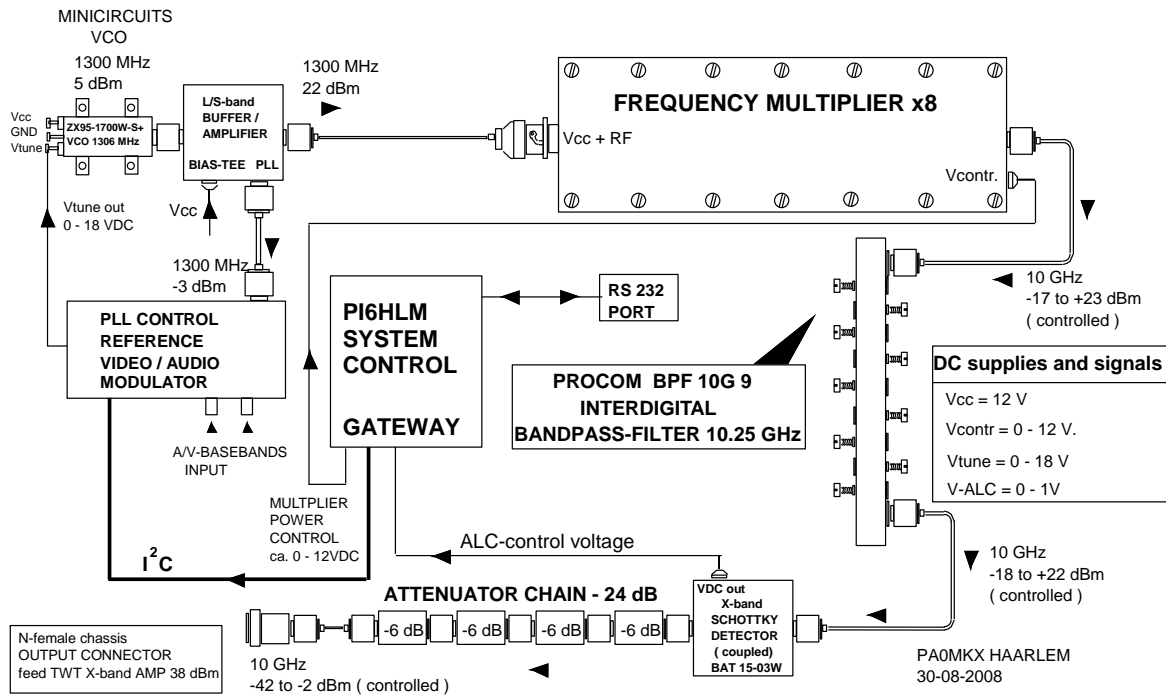 MINICIRCUITS
VCO
1300 MHz
5 dBm
Vcc
GND
Vtune
ZX95-1700W-S+
VCO 1306 MHz
L/S-band
BUFFER /
AMPLIFIER
BIAS-TEE PLL
1300 MHz
22 dBm
FREQUENCY MULTIPLIER x8
Vcc + RF
Vcontr.
Vtune out
0 - 18 VDC
Vcc
1300 MHz
-3 dBm
PLL CONTROL
REFERENCE
VIDEO / AUDIO
MODULATOR
A/V-BASEBANDS
INPUT
PI6HLM
SYSTEM
CONTROL
GATEWAY
RS 232
PORT
PROCOM BPF 10G 9
INTERDIGITAL
BANDPASS-FILTER 10.25 GHz
10 GHz
-17 to +23 dBm
( controlled )
DC supplies and signals
Vcc = 12 V
Vcontr = 0 - 12 V.
Vtune = 0 - 18 V
V-ALC = 0 - 1V
MULTPLIER
POWER
CONTROL
ca. 0 - 12VDC
I2C
ALC-control voltage
10 GHz
-18 to +22 dBm
( controlled )
ATTENUATOR CHAIN - 24 dB
-6 dB
-6 dB
-6 dB
-6 dB
VDC out
X-band
SCHOTTKY
DETECTOR
( coupled )
BAT 15-03W
N-female chassis
OUTPUT CONNECTOR
feed TWT X-band AMP 38 dBm
10 GHz
-42 to -2 dBm ( controlled )
PA0MKX HAARLEM
30-08-2008